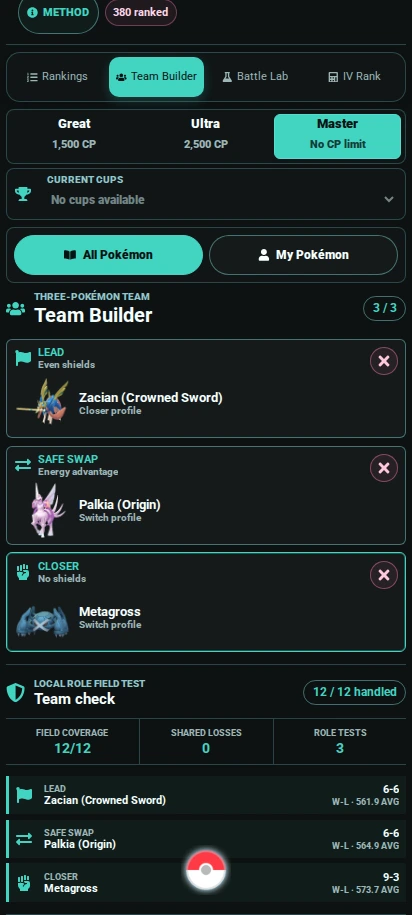 METHOD
380 ranked
Rankings
Team Builder
Battle Lab
IV Rank
Great
1,500 CP
Ultra
2,500 CP
Master
No CP limit
CURRENT CUPS
No cups available
All Pokémon
My Pokémon
THREE-POKÉMON TEAM
Team Builder
3 / 3
LEAD
Even shields
Zacian (Crowned Sword)
Closer profile
SAFE SWAP
Energy advantage
Palkia (Origin)
Switch profile
CLOSER
No shields
Metagross
Switch profile
LOCAL ROLE FIELD TEST
Team check
12 / 12 handled
FIELD COVERAGE
12/12
SHARED LOSSES
0
ROLE TESTS
3
LEAD
Zacian (Crowned Sword)
6-6
W-L · 561.9 AVG
SAFE SWAP
Palkia (Origin)
6-6
W-L · 564.9 AVG
CLOSER
Metagross
9-3
W-L · 573.7 AVG